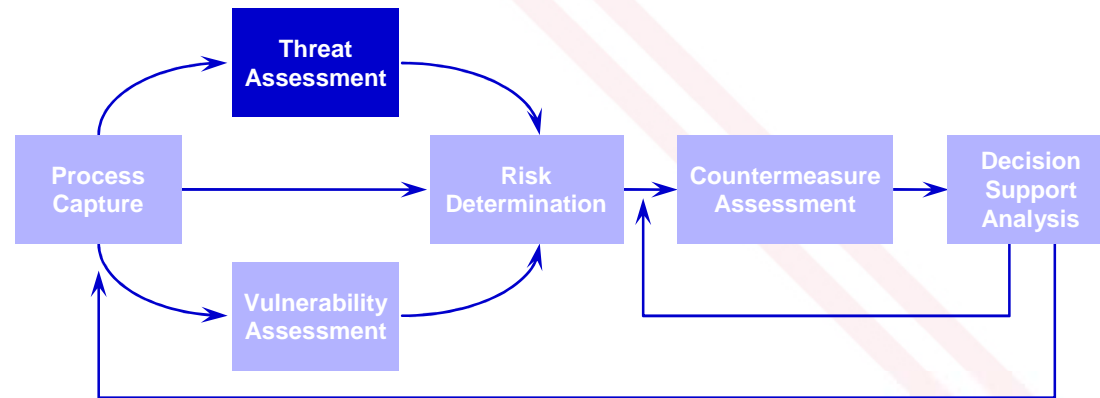 Threat
Assessment
Process
Capture
Risk
Determination
Countermeasure
Assessment
Decision
Support
Analysis
Vulnerability
Assessment